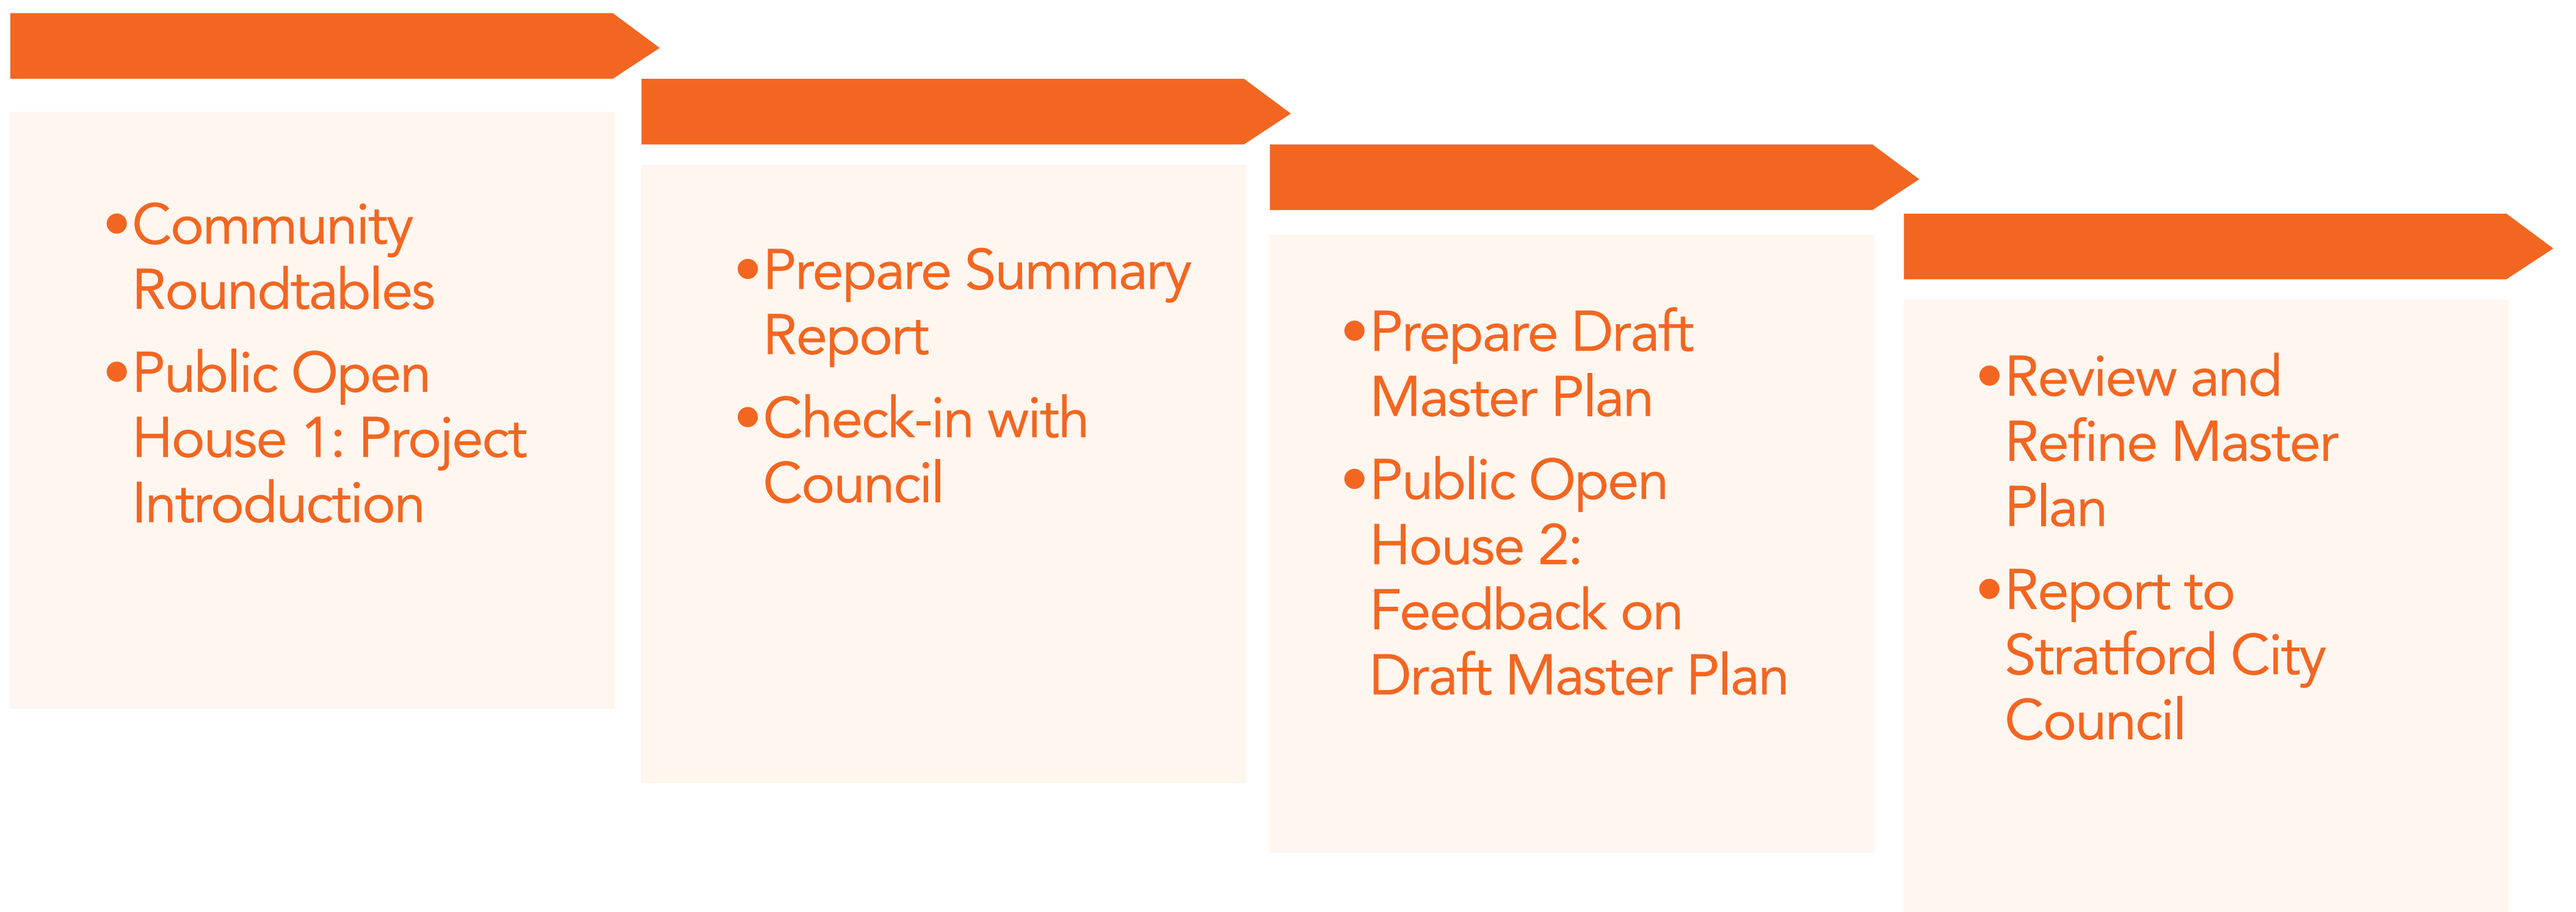 •Community
Roundtables
•Public Open
House 1: Project
Introduction
•Prepare Summary
Report
•Check-in with
Council
•Prepare Draft
Master Plan
•Public Open
House 2:
Feedback on
Draft Master Plan
•Review and
Refine Master
Plan
•Report to
Stratford City
Council